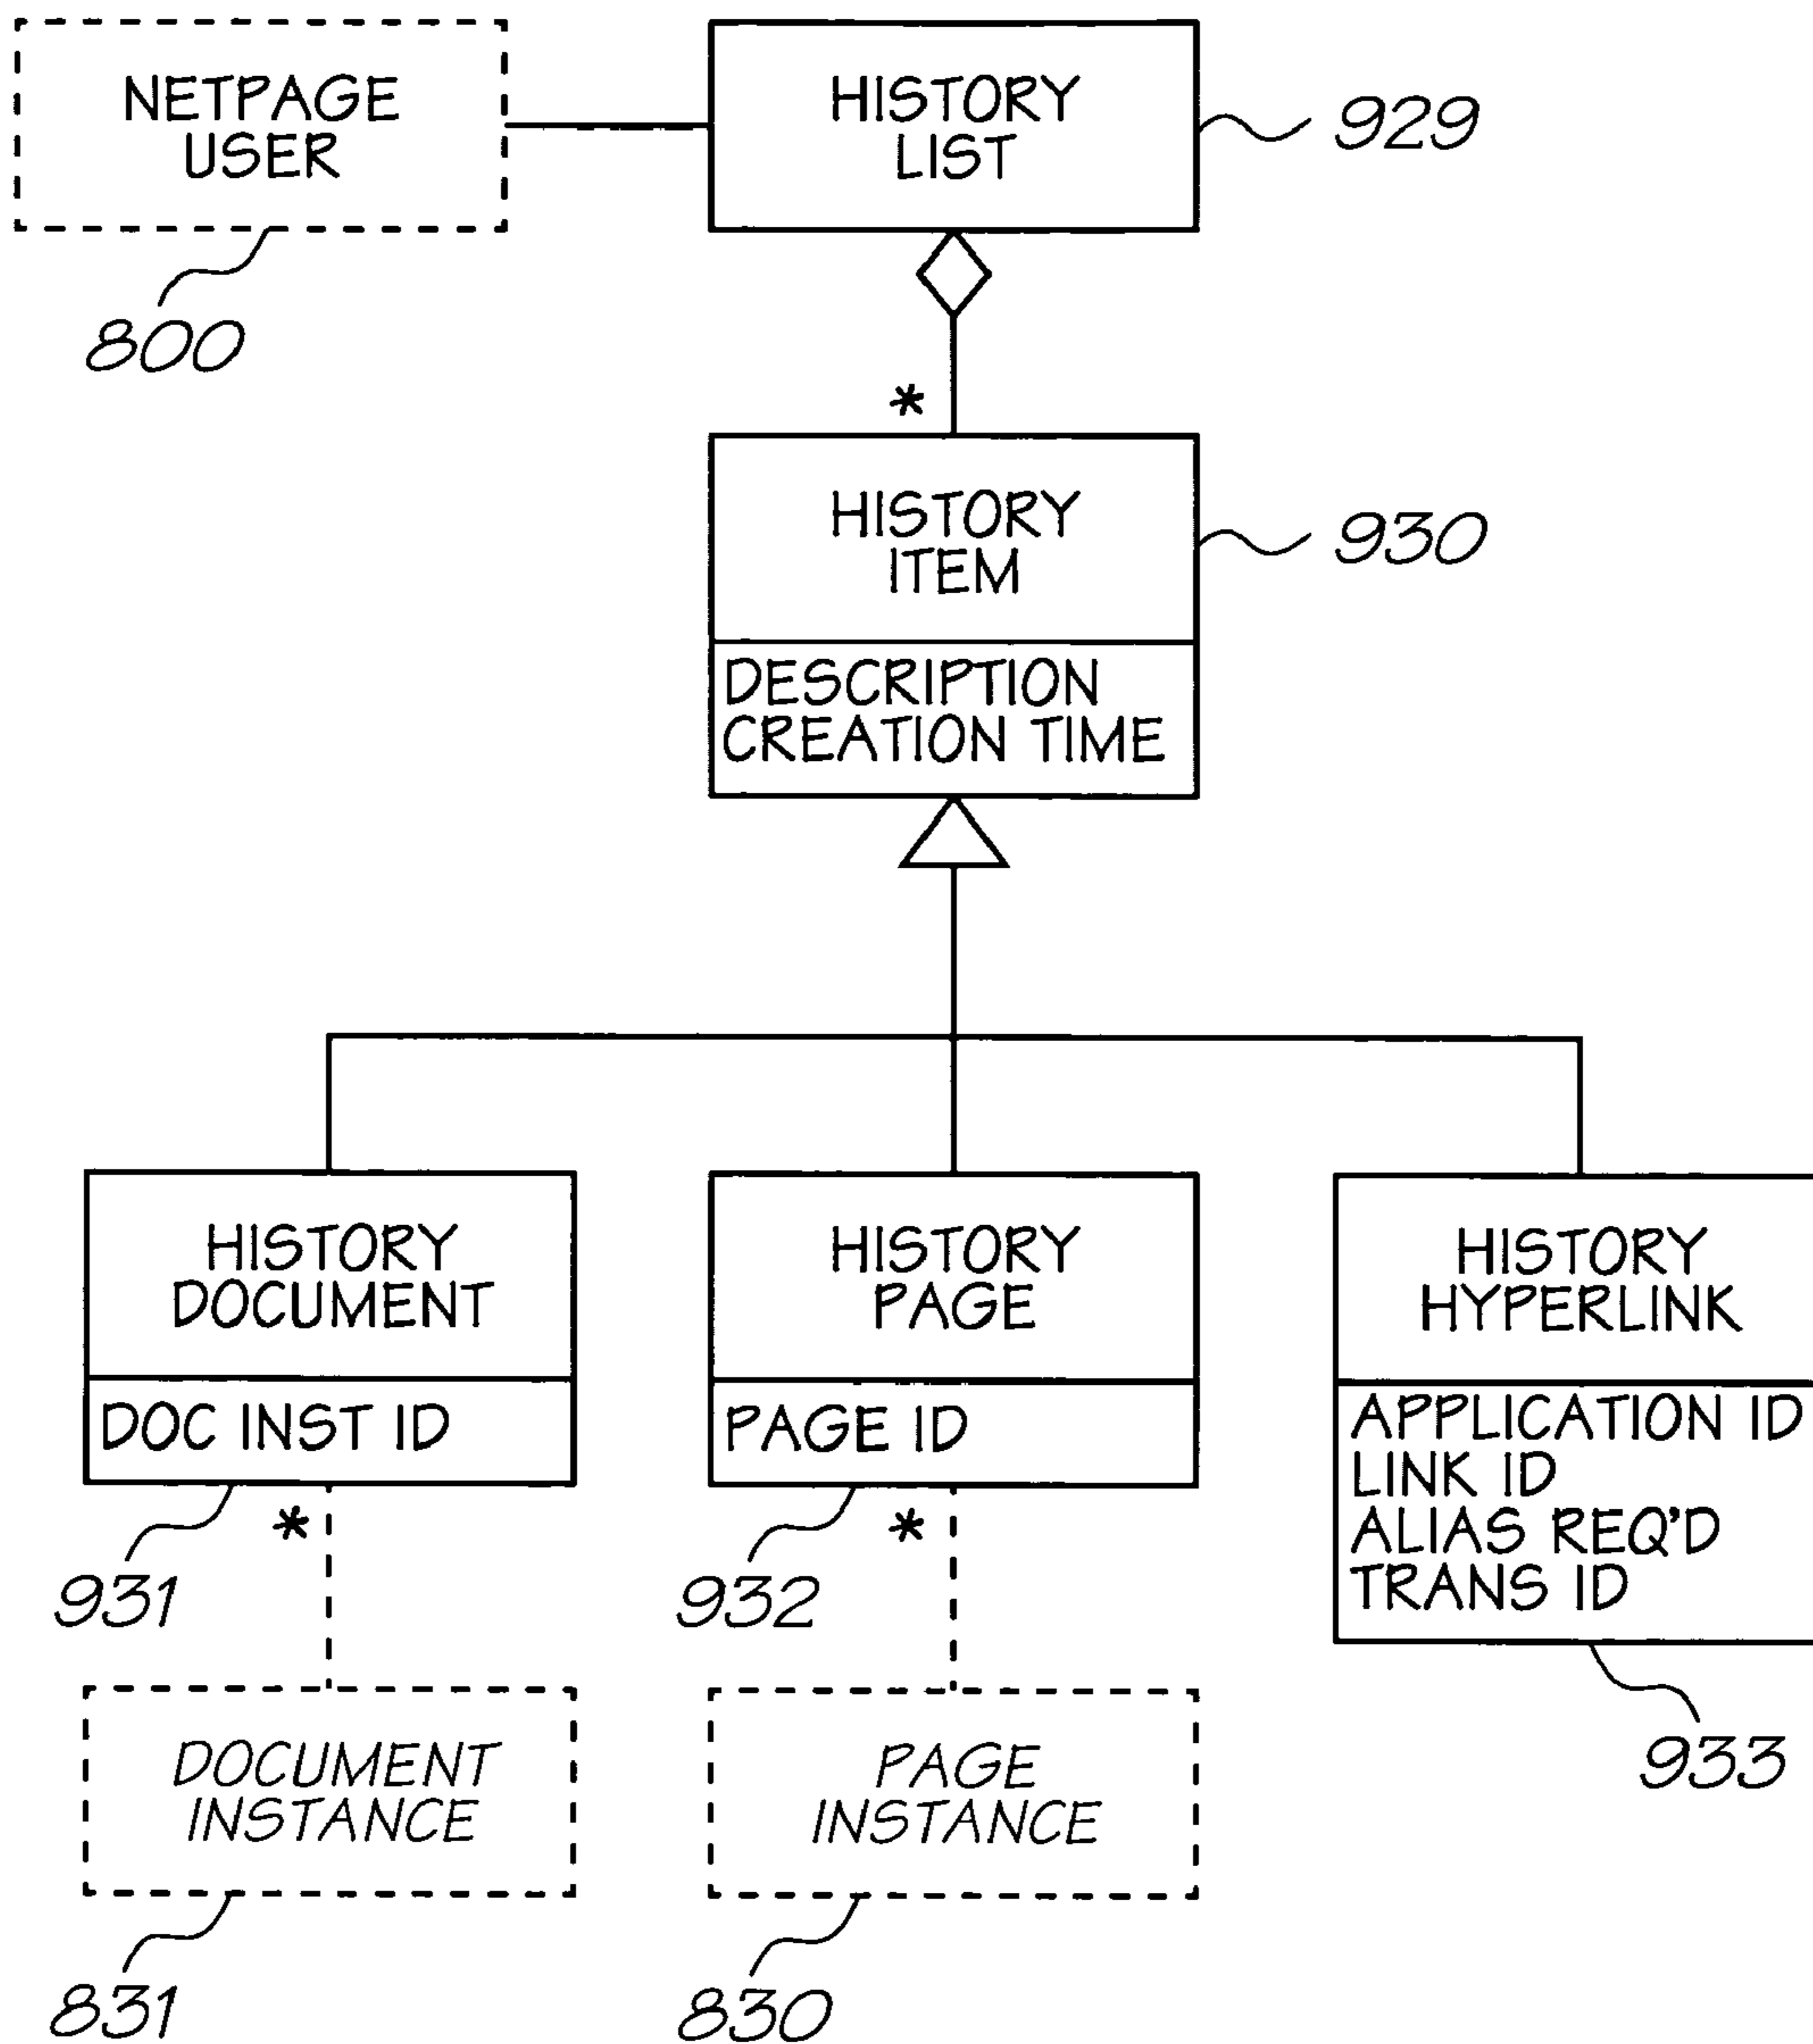 NETPAGE
USER
HISTORY
LIST
929
800
*
HISTORY
ITEM
930
DESCRIPTION
CREATION TIME
HISTORY
DOCUMENT
DOC INST ID
HISTORY
PAGE
PAGE ID
HISTORY
HYPERLINK
APPLICATION ID
LINK ID
ALIAS REQ'D
TRANS ID
*
931
*
932
933
DOCUMENT
INSTANCE
831
PAGE
INSTANCE
830